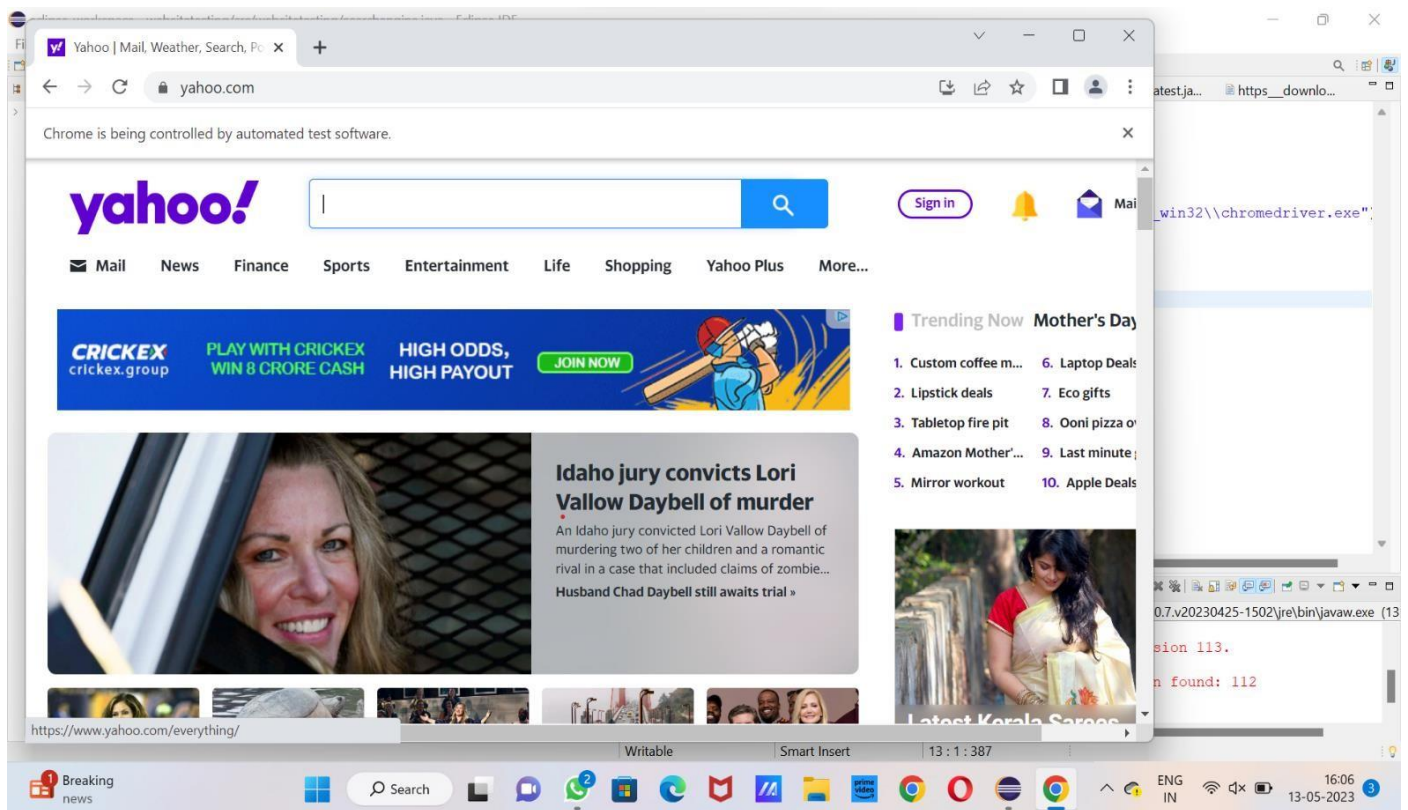 Yahoo | Mail, Weather, Search, Po
yahoo.com
Chrome is being controlled by automated test software.
yahoo!
Sign in
Mai
Mail News Finance Sports Entertainment Life Shopping Yahoo Plus More...
CRICKEX
crickex.group
PLAY WITH CRICKEX
WIN 8 CRORE CASH
HIGH ODDS,
HIGH PAYOUT
JOIN NOW
Trending Now Mother's Day
1. Custom coffee m... 6. Laptop Deals
2. Lipstick deals 7. Eco gifts
3. Tabletop fire pit 8. Ooni pizza
4. Amazon Mother'... 9. Last minute
5. Mirror workout 10. Apple Deals
Idaho jury convicts Lori
Vallow Daybell of murder
An Idaho jury convicted Lori Vallow Daybell of
murdering two of her children and a romantic
rival in a case that included claims of zombie...
Husband Chad Daybell still awaits trial »
Latest Kerala Sarees
https://www.yahoo.com/everything/
Fi
atest.ja... https__downlo...
_win32\\chromedriver.exe"
0.7.v20230425-1502\jre\bin\javaw.exe (13
sion 113.
n found: 112
Writable Smart Insert 13 : 1 : 387
1
Breaking
news
Search
2
prime
video
ENG
IN
16:06
13-05-2023
3